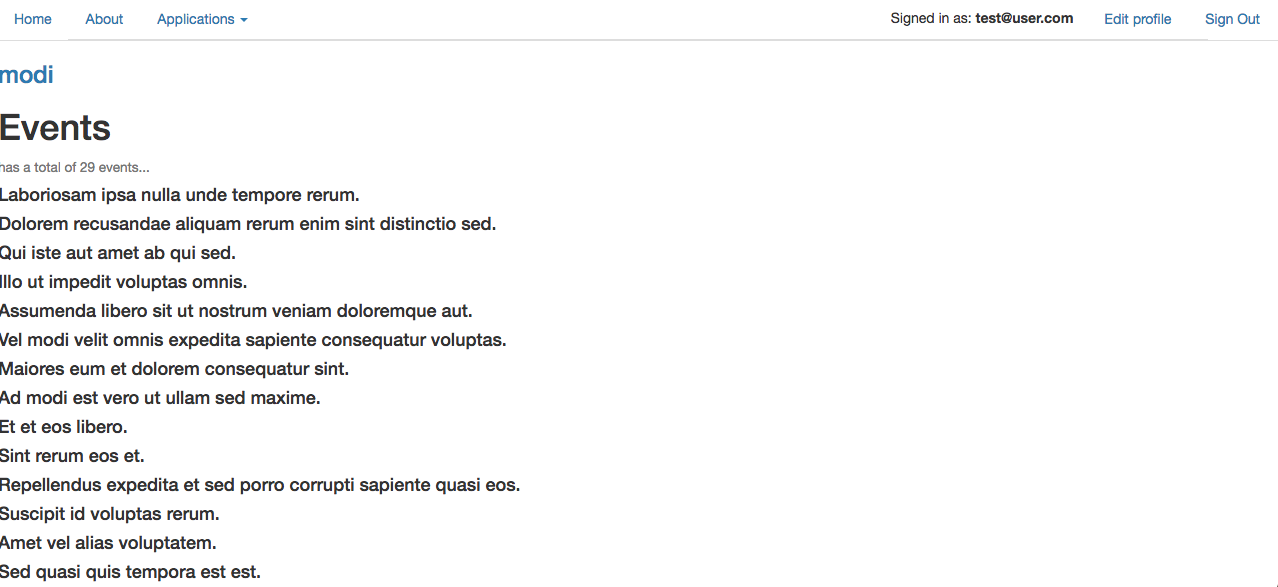 Home About Applications Signed in as: test@user.com Edit profile Sign Out
modi
Events
has a total of 29 events...
Laboriosam ipsa nulla unde tempore rerum.
Dolorem recusandae aliquam rerum enim sint distinctio sed.
Qui iste aut amet ab qui sed.
Illo ut impedit voluptas omnis.
Assumenda libero sit ut nostrum veniam doloremque aut.
Vel modi velit omnis expedita sapiente consequatur voluptas.
Maiores eum et dolorem consequatur sint.
Ad modi est vero ut ullam sed maxime.
Et et eos libero.
Sint rerum eos et.
Repellendus expedita et sed porro corrupti sapiente quasi eos.
Suscipit id voluptas rerum.
Amet vel alias voluptatem.
Sed quasi quis tempora est est.